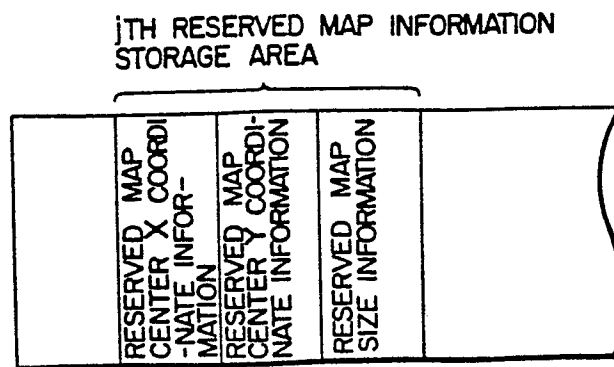 jTH RESERVED MAP INFORMATION
STORAGE AREA
RESERVED MAP
CENTER X COORDI
-NATE INFOR-
MATION
RESERVED MAP
CENTER Y COORDI-
NATE INFORMATION
RESERVED MAP
SIZE INFORMATION